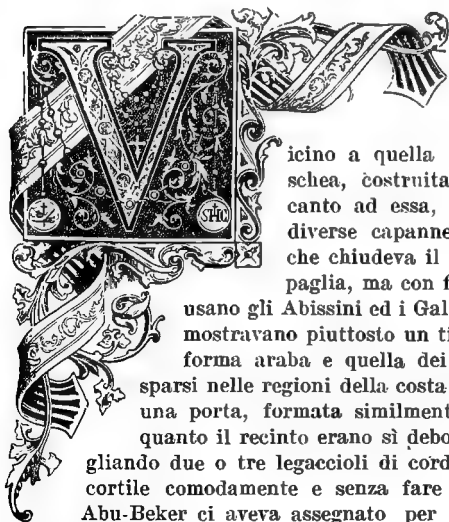 Vicino a quella
schea, costruita
canto ad essa,
diverse capanne
che chiudeva il
paglia, ma con f
usano gli Abissini ed i Gal
mostravano piuttosto un ti
forma araba e quella dei
sparsi nelle regioni della costa
una porta, formata similment
quanto il recinto erano sì debo
gliando due o tre legaccioli di cord
cortile comodamente e senza fare
Abu-Beker ci aveva assegnato per